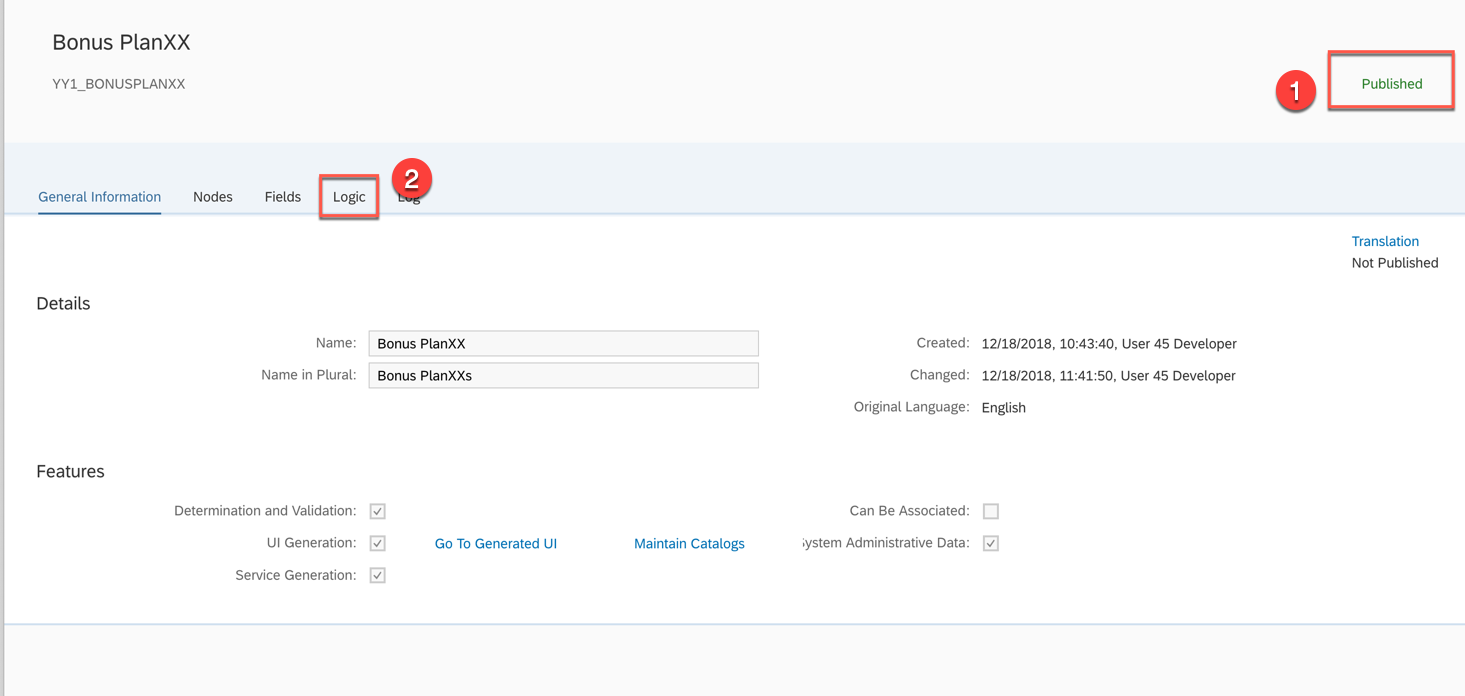 Bonus PlanXX
YY1_BONUSPLANXX
1
Published
2
General Information Nodes Fields Logic Log
Translation
Not Published
Details
Name: Bonus PlanXX Created: 12/18/2018, 10:43:40, User 45 Developer
Name in Plural: Bonus PlanXXs Changed: 12/18/2018, 11:41:50, User 45 Developer
Original Language: English
Features
Determination and Validation: Can Be Associated:
UI Generation: Go To Generated UI Maintain Catalogs System Administrative Data:
Service Generation: